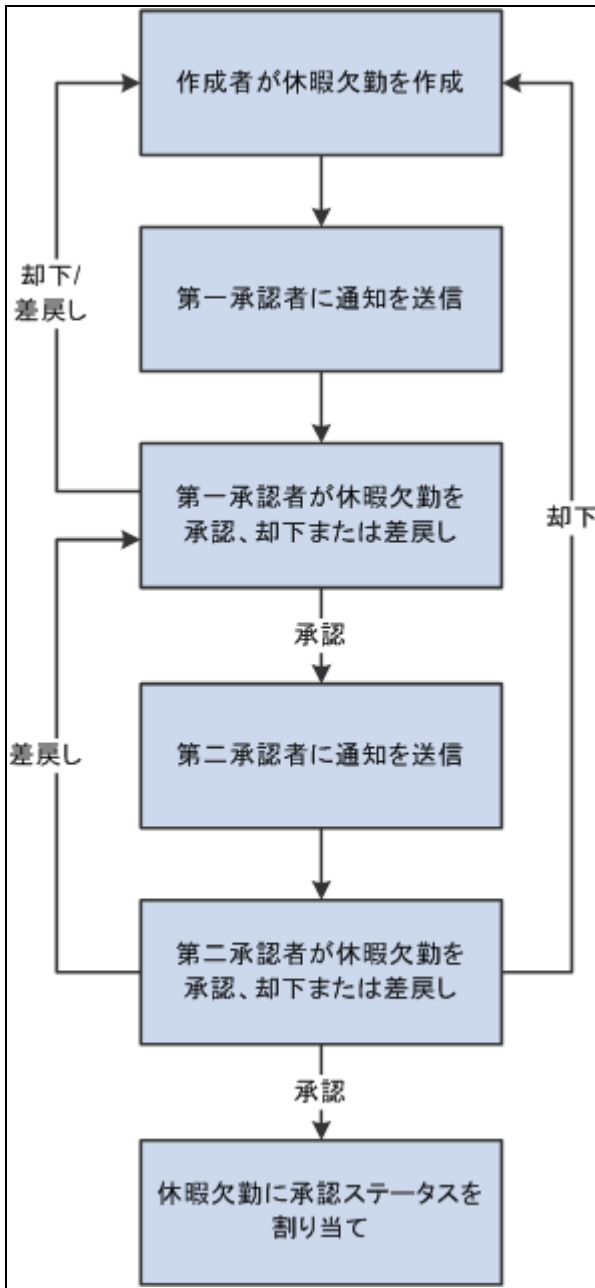 作成者が休暇欠勤を作成
第一承認者に通知を送信
却下/
差戻し
第一承認者が休暇欠勤を
承認、却下または差戻し
却下
承認
第二承認者に通知を送信
差戻し
第二承認者が休暇欠勤を
承認、却下または差戻し
承認
休暇欠勤に承認ステータスを
割り当て